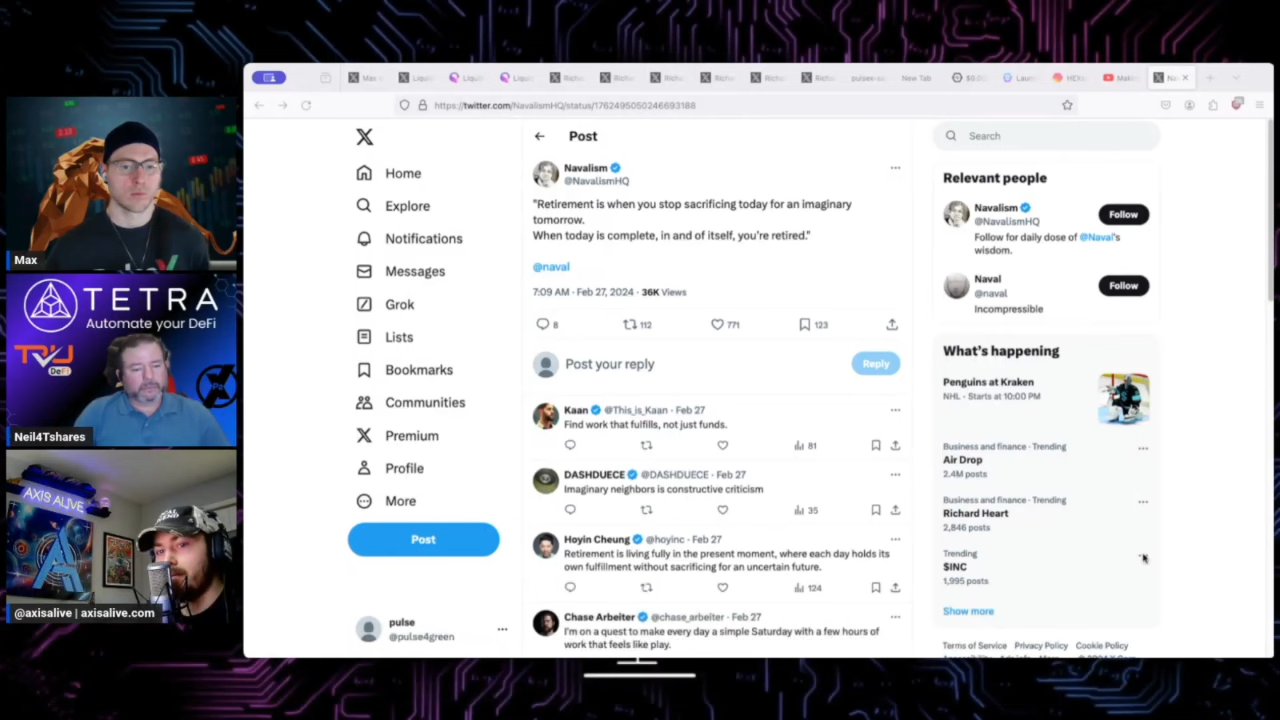 https://twitter.com/NavalismHQ/status/1762495050246693188
New Tab
Max
TETRA
Automate your DeFi
DeFi
Neil4Tshares
AXIS ALIVE
@axisalive | axisalive.com
Home
Explore
Notifications
Messages
Grok
Lists
Bookmarks
Communities
Premium
Profile
More
Post
pulse
@pulse4green
Post
Navalism
@NavalismHQ
"Retirement is when you stop sacrificing today for an imaginary
tomorrow.
When today is complete, in and of itself, you're retired."
@naval
7:09 AM · Feb 27, 2024 · 36K Views
8 112 771 123
Post your reply
Reply
Kaan @This_is_Kaan · Feb 27
Find work that fulfills, not just funds.
81
DASHDUECE @DASHDUECE · Feb 27
Imaginary neighbors is constructive criticism
35
Hoyin Cheung @hoyinc · Feb 27
Retirement is living fully in the present moment, where each day holds its
own fulfillment without sacrificing for an uncertain future.
124
Chase Arbeiter @chase_arbeiter · Feb 27
I'm on a quest to make every day a simple Saturday with a few hours of
work that feels like play.
Search
Relevant people
Navalism
@NavalismHQ
Follow
Follow for daily dose of @Naval's
wisdom.
Naval
@naval
Follow
Incompressible
What's happening
Penguins at Kraken
NHL · Starts at 10:00 PM
Business and finance · Trending
Air Drop
2.4M posts
Business and finance · Trending
Richard Heart
2,846 posts
Trending
$INC
1,995 posts
Show more
Terms of Service Privacy Policy Cookie Policy